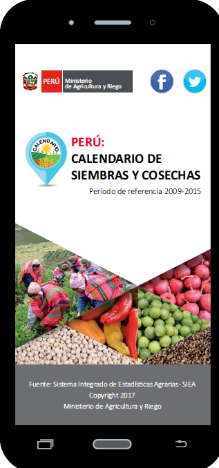 PERÚ
Ministerio
de Agricultura y Riego
CALENDARIO
PERÚ:
CALENDARIO DE
SIEMBRAS Y COSECHAS
Periodo de referencia 2009-2015
Fuente: Sistema Integrado de Estadísticas Agrarias- SIEA
Copyright 2017
Ministerio de Agricultura y Riego